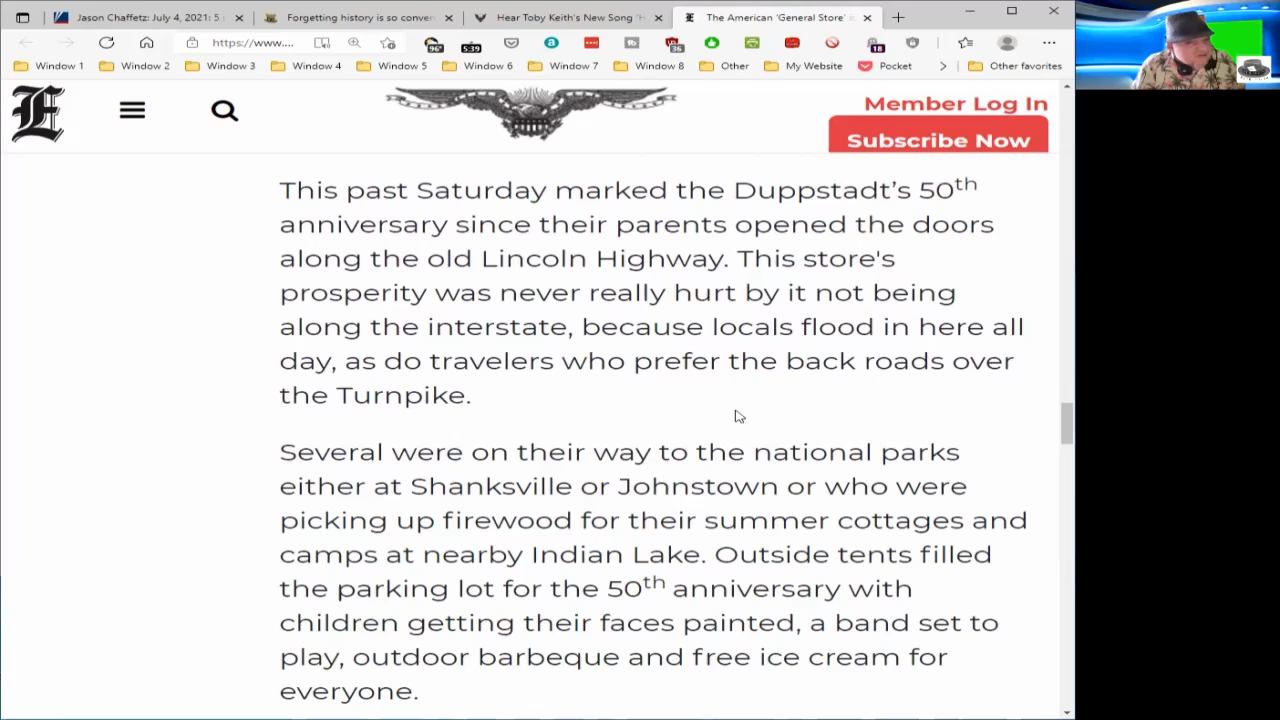 Jason Chaffetz: July 4, 2021: 5
Forgetting history is so conver
Hear Toby Keith's New Song 'H
The American 'General Store'
https://www....
96°
5:39
36
18
Window 1
Window 2
Window 3
Window 4
Window 5
Window 6
Window 7
Window 8
Other
My Website
Pocket
Other favorites
E
Member Log In
Subscribe Now
This past Saturday marked the Duppstadt’s 50th
anniversary since their parents opened the doors
along the old Lincoln Highway. This store's
prosperity was never really hurt by it not being
along the interstate, because locals flood in here all
day, as do travelers who prefer the back roads over
the Turnpike.
Several were on their way to the national parks
either at Shanksville or Johnstown or who were
picking up firewood for their summer cottages and
camps at nearby Indian Lake. Outside tents filled
the parking lot for the 50th anniversary with
children getting their faces painted, a band set to
play, outdoor barbeque and free ice cream for
everyone.